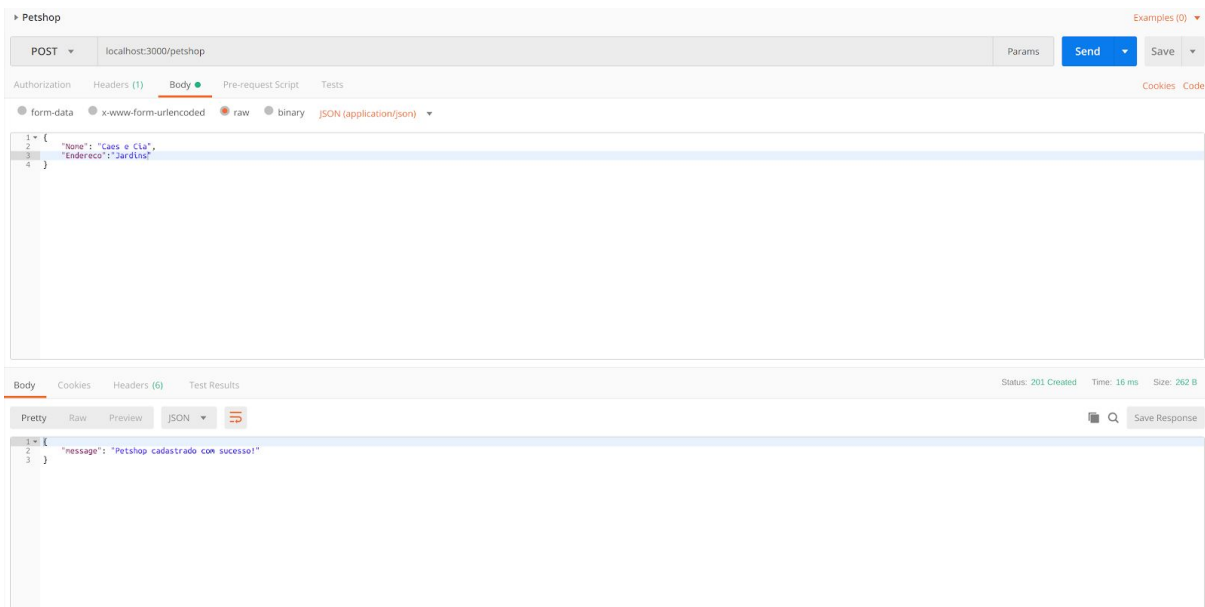 Petshop
Examples (0)
POST localhost:3000/petshop Params Send Save
Authorization Headers (1) Body Pre-request Script Tests Cookies Code
form-data x-www-form-urlencoded raw binary JSON (application/json)
1 {
2 "Nome": "Caes e Cia",
3 "Endereco":"Jardins"
4 }
Body Cookies Headers (6) Test Results Status: 201 Created Time: 16 ms Size: 262 B
Pretty Raw Preview JSON Save Response
1 {
2 "message": "Petshop cadastrado com sucesso!"
3 }